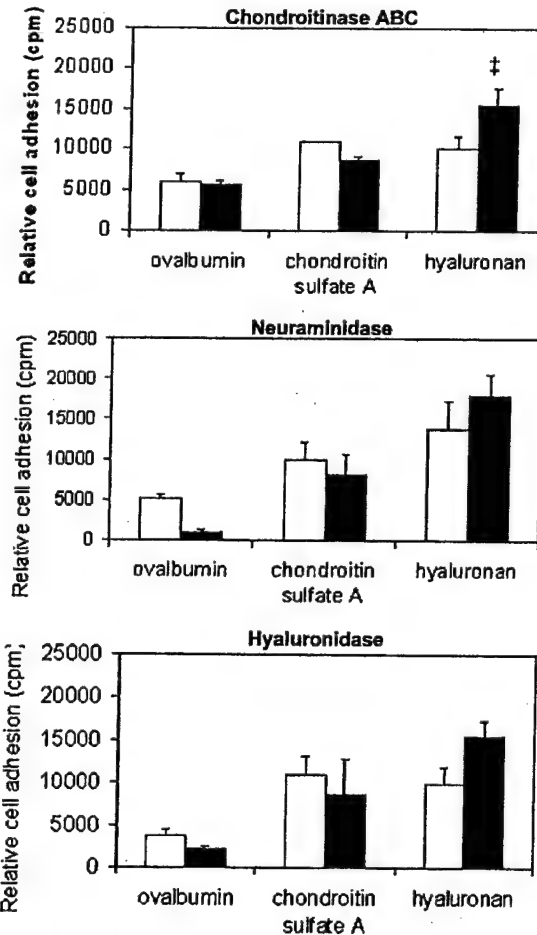 Chondroitinase ABC
Relative cell adhesion (cpm)
25000
20000
15000
10000
5000
0
‡
ovalbumin
chondroitin
sulfate A
hyaluronan
Neuraminidase
Relative cell adhesion (cpm)
25000
20000
15000
10000
5000
0
ovalbumin
chondroitin
sulfate A
hyaluronan
Hyaluronidase
Relative cell adhesion (cpm)
25000
20000
15000
10000
5000
0
ovalbumin
chondroitin
sulfate A
hyaluronan